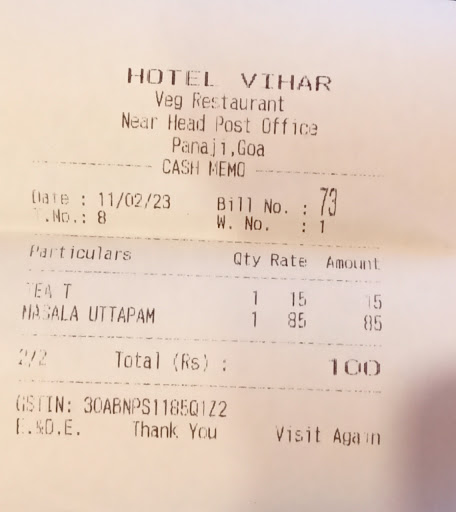 HOTEL VIHAR
Veg Restaurant
Near Head Post Office
Panaji,Goa
CASH MEMO
Date : 11/02/23 Bill No. : 73
T.No.: 8 W. No. : 1
Particulars Qty Rate Amount
TEA T 1 15 15
MASALA UTTAPAM 1 85 85
2/2 Total (Rs) : 100
GSTIN: 30ABNPS1185Q1Z2
E.&O.E. Thank You Visit Again